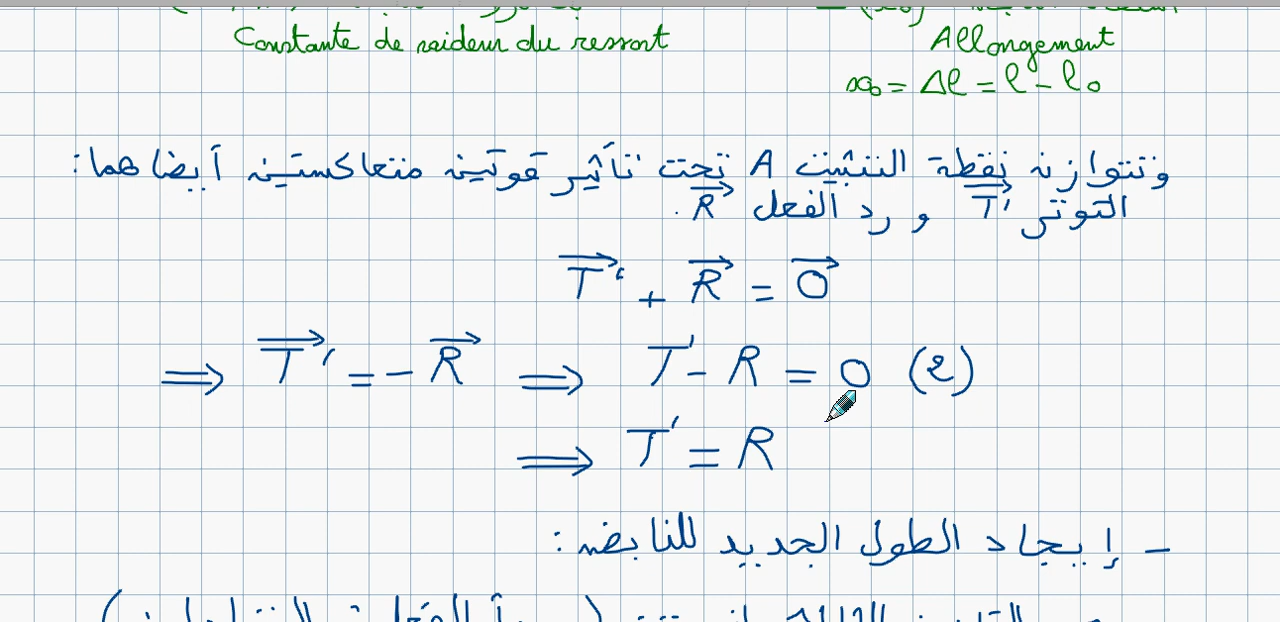 Constante de raideur du ressort
Allongement
x₀ = Δl = l - l₀
وتتوازن نقطة التثبيت A تحت تأثير قوتين متعاكستين أيضا هما:
التوتر T⃗' و رد الفعل R⃗.
T⃗' + R⃗ = 0⃗
⟹ T⃗' = - R⃗ ⟹ T' - R = 0 (2)
⟹ T' = R
- إيجاد الطول الجديد للنابض: